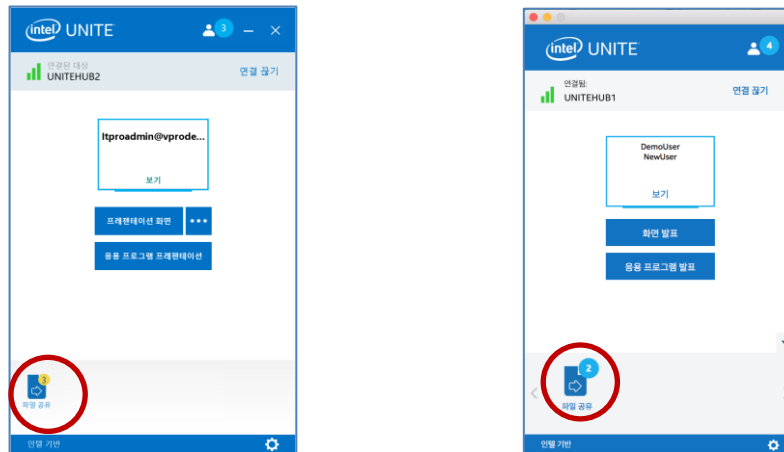 intel UNITE
3
연결된 대상
UNITEHUB2
연결 끊기
Itproadmin@vprode...
보기
프레젠테이션 화면
응용 프로그램 프레젠테이션
3
파일 공유
인텔 기반
intel UNITE
4
연결됨:
UNITEHUB1
연결 끊기
DemoUser
NewUser
보기
화면 발표
응용 프로그램 발표
2
파일 공유
인텔 기반